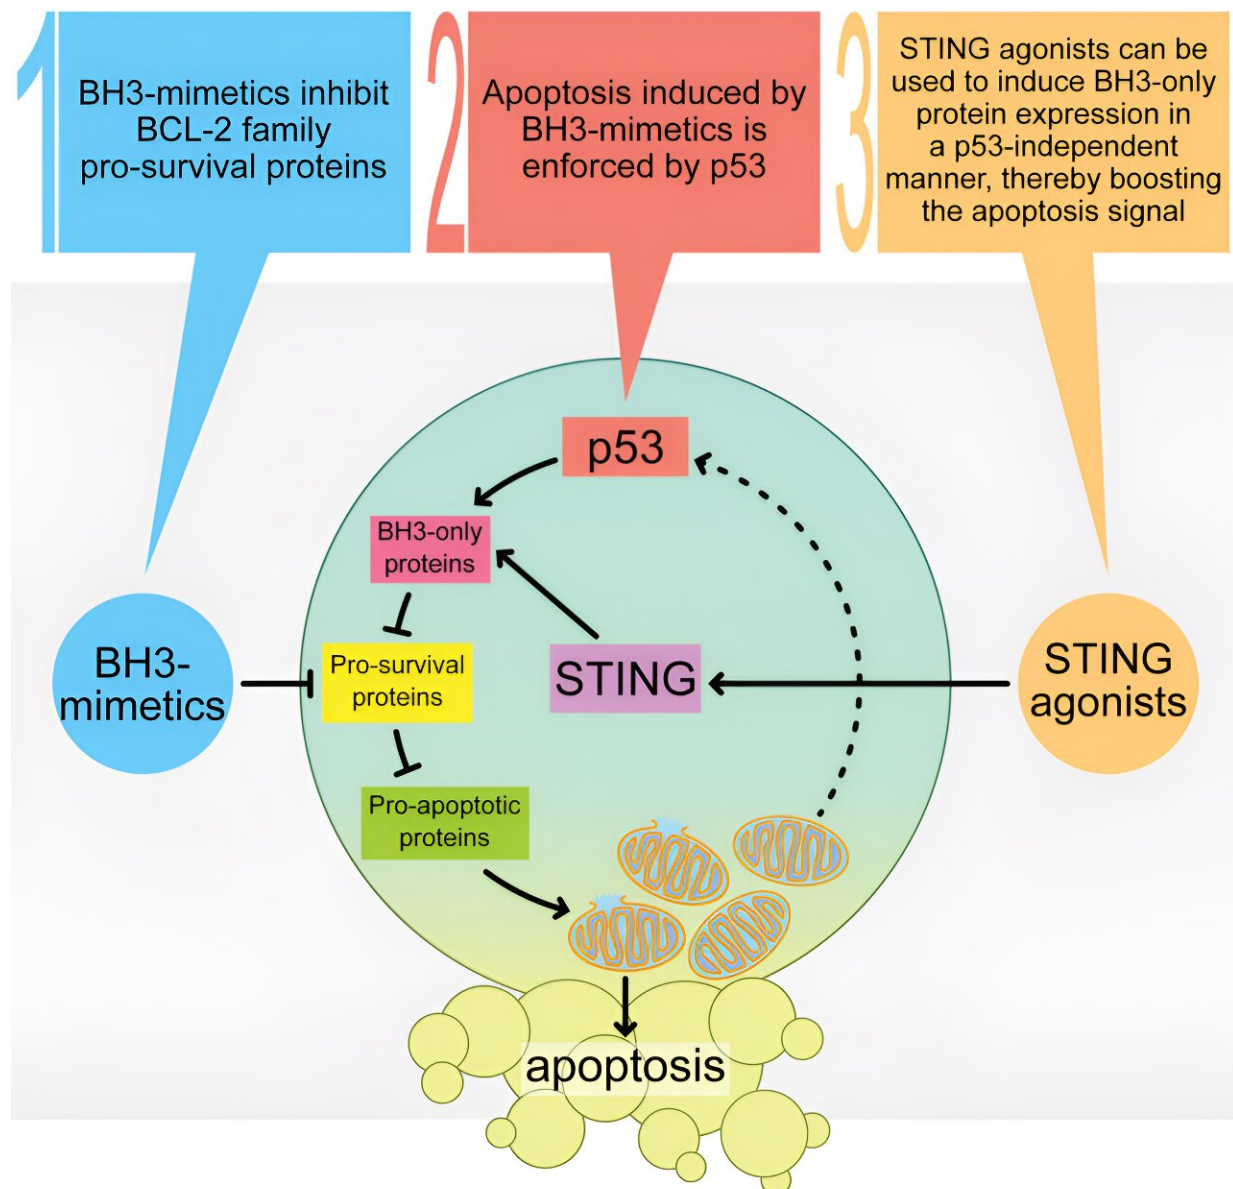 1
BH3-mimetics inhibit
BCL-2 family
pro-survival proteins
2
Apoptosis induced by
BH3-mimetics is
enforced by p53
3
STING agonists can be
used to induce BH3-only
protein expression in
a p53-independent
manner, thereby boosting
the apoptosis signal
p53
BH3-only
proteins
BH3-
mimetics
Pro-survival
proteins
STING
STING
agonists
Pro-apoptotic
proteins
apoptosis